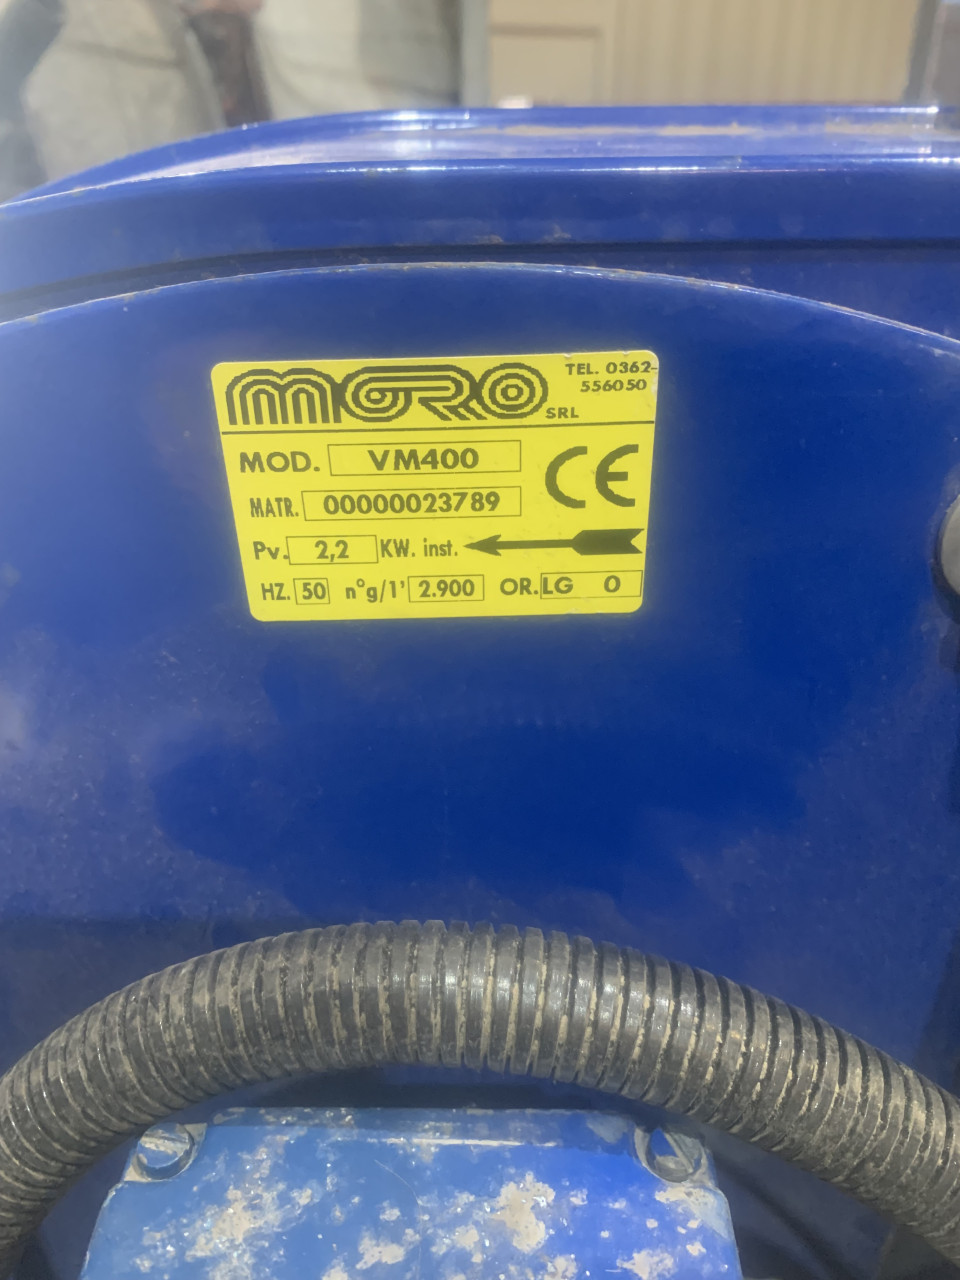 MORO SRL
TEL. 0362-
556050
MOD. VM400
CE
MATR. 00000023789
Pv. 2,2 KW. inst.
HZ. 50 n°g/1' 2.900 OR. LG 0